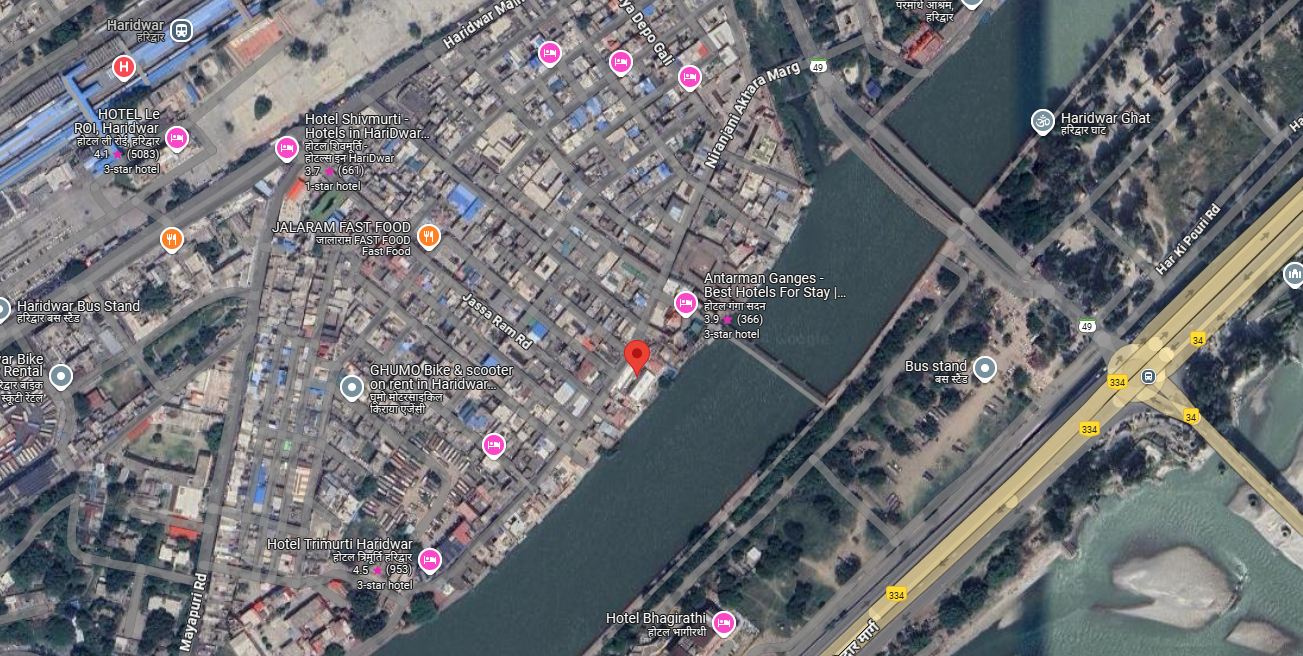 Haridwar
हरिद्वार
H
HOTEL Le
ROI, Haridwar
होटल ली रोई, हरिद्वार
4.1 ★ (5083)
3-star hotel
Haridwar Main
Depo Gali
Niranjani Akhara Marg
49
परमार्थ आश्रम,
हरिद्वार
Hotel Shivmurti -
Hotels in HariDwar...
होटल शिवमूर्ति -
होटल्स इन HariDwar
3.7 ★ (661)
1-star hotel
Haridwar Ghat
हरिद्वार घाट
JALARAM FAST FOOD
जालाराम FAST FOOD
Fast Food
Har Ki Pouri Rd
Haridwar Bus Stand
हरिद्वार बस स्टैंड
Antarman Ganges -
Best Hotels For Stay |...
होटल गंगा सदन
3.9 ★ (366)
3-star hotel
Jassa Ram Rd
49
34
334
34
334
Bike
Rental
GHUMO Bike & scooter
on rent in Haridwar...
घूमो मोटरसाइकिल
किराया एजेंसी
Bus stand
बस स्टैंड
Hotel Trimurti Haridwar
होटल त्रिमूर्ति हरिद्वार
4.5 ★ (953)
3-star hotel
Mayapuri Rd
Hotel Bhagirathi
होटल भागीरथी
334
मार्ग